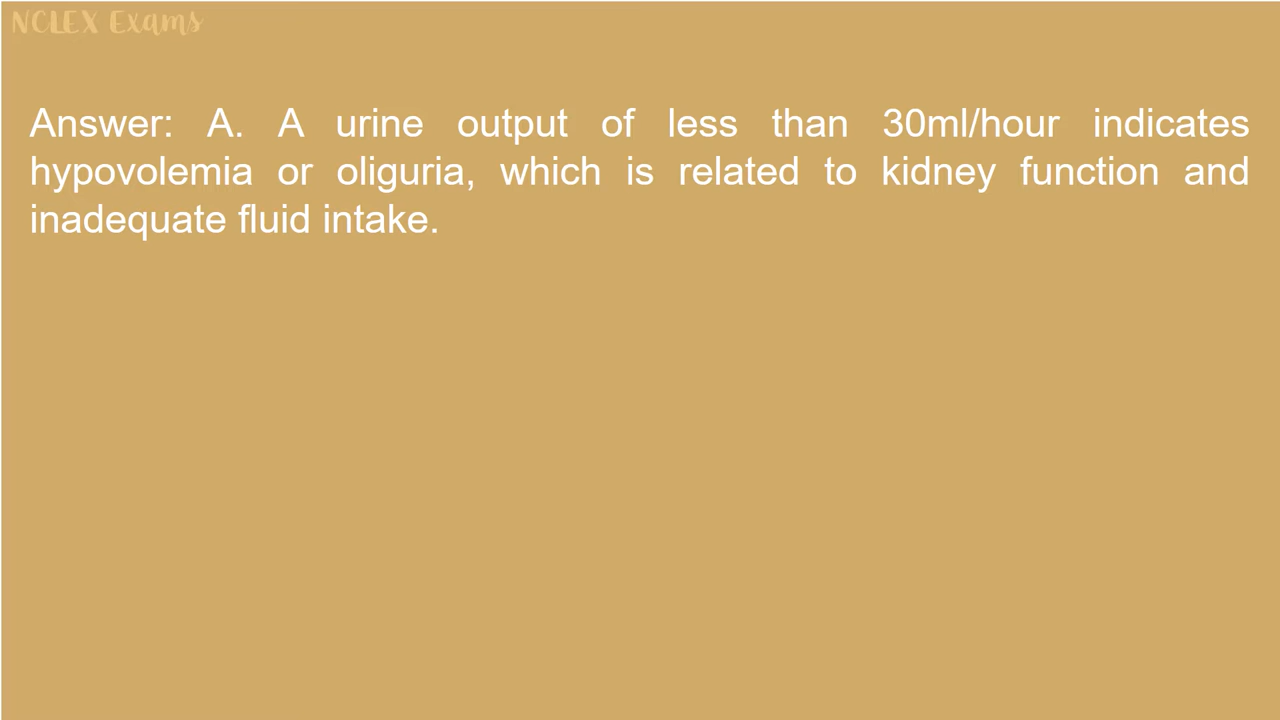 NCLEX Exams
Answer: A. A urine output of less than 30ml/hour indicates
hypovolemia or oliguria, which is related to kidney function and
inadequate fluid intake.